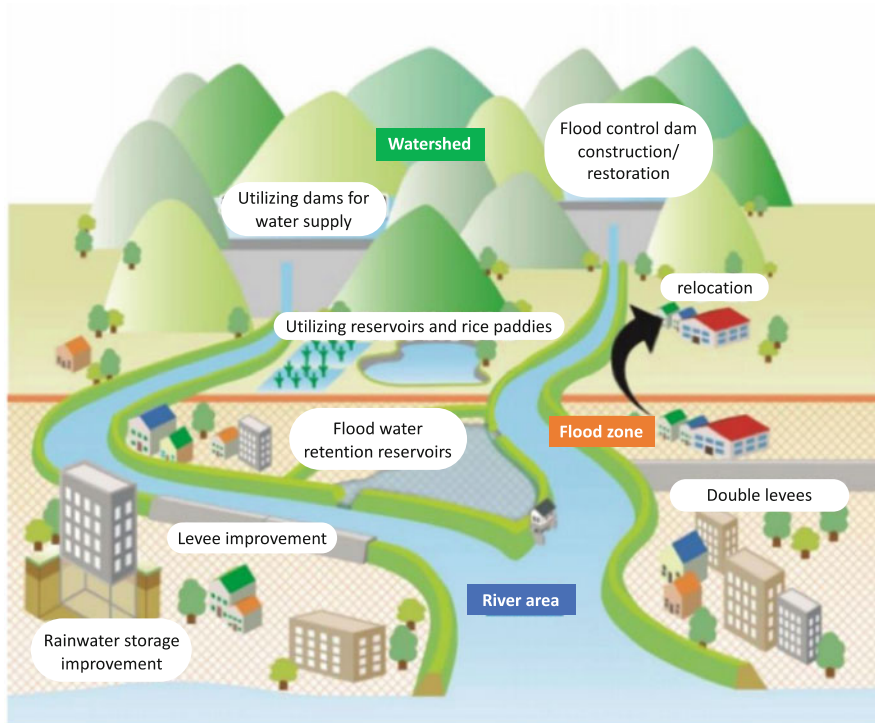 Watershed
Flood control dam
construction/
restoration
Utilizing dams for
water supply
relocation
Utilizing reservoirs and rice paddies
Flood water
retention reservoirs
Flood zone
Double levees
Levee improvement
River area
Rainwater storage
improvement